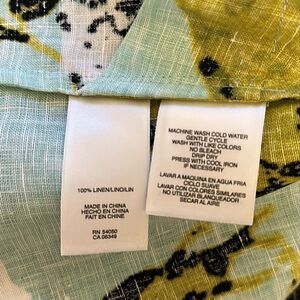 100% LINEN/LINO/LIN
MADE IN CHINA
HECHO EN CHINA
FAIT EN CHINE
RN 54050
CA 08349
MACHINE WASH COLD WATER
GENTLE CYCLE
WASH WITH LIKE COLORS
NO BLEACH
DRIP DRY
PRESS WITH COOL IRON
IF NECESSARY
LAVAR A MAQUINA EN AGUA FRIA
CICLO SUAVE
LAVAR CON COLORES SIMILARES
NO UTILIZAR BLANQUEADOR
SECAR AL AIRE